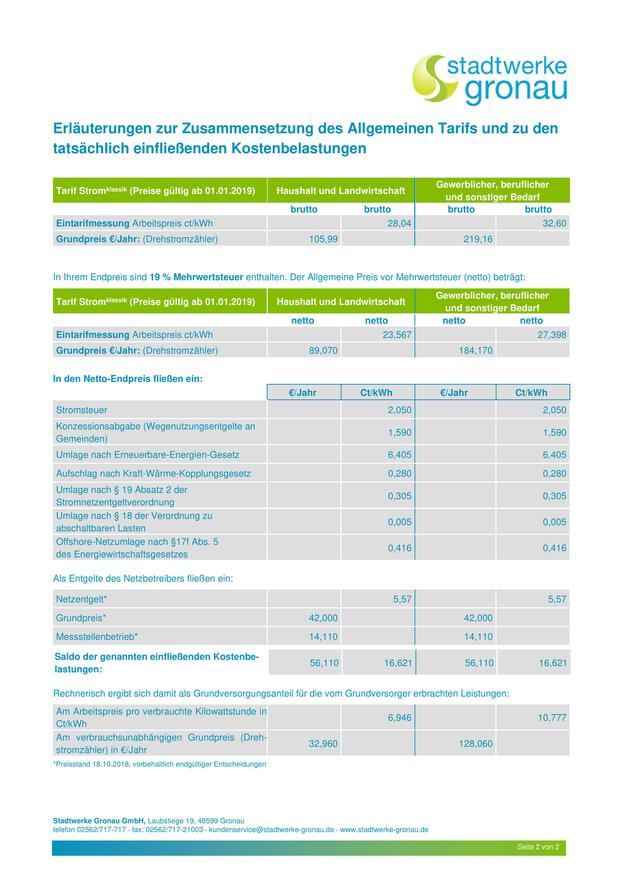 stadtwerke
gronau
Erläuterungen zur Zusammensetzung des Allgemeinen Tarifs und zu den
tatsächlich einfließenden Kostenbelastungen
Tarif Strom klassik (Preise gültig ab 01.01.2019) Haushalt und Landwirtschaft Gewerblicher, beruflicher
und sonstiger Bedarf
brutto brutto brutto brutto
Eintarifmessung Arbeitspreis ct/kWh 28,04 32,60
Grundpreis €/Jahr: (Drehstromzähler) 105,99 219,16
In Ihrem Endpreis sind 19 % Mehrwertsteuer enthalten. Der Allgemeine Preis vor Mehrwertsteuer (netto) beträgt:
Tarif Strom klassik (Preise gültig ab 01.01.2019) Haushalt und Landwirtschaft Gewerblicher, beruflicher
und sonstiger Bedarf
netto netto netto netto
Eintarifmessung Arbeitspreis ct/kWh 23,567 27,398
Grundpreis €/Jahr: (Drehstromzähler) 89,070 184,170
In den Netto-Endpreis fließen ein:
€/Jahr Ct/kWh €/Jahr Ct/kWh
Stromsteuer 2,050 2,050
Konzessionsabgabe (Wegenutzungsentgelte an
Gemeinden) 1,590 1,590
Umlage nach Erneuerbare-Energien-Gesetz 6,405 6,405
Aufschlag nach Kraft-Wärme-Kopplungsgesetz 0,280 0,280
Umlage nach § 19 Absatz 2 der
Stromnetzentgeltverordnung 0,305 0,305
Umlage nach § 18 der Verordnung zu
abschaltbaren Lasten 0,005 0,005
Offshore-Netzumlage nach §17f Abs. 5
des Energiewirtschaftsgesetzes 0,416 0,416
Als Entgelte des Netzbetreibers fließen ein:
Netzentgelt* 5,57 5,57
Grundpreis* 42,000 42,000
Messstellenbetrieb* 14,110 14,110
Saldo der genannten einfließenden Kostenbe-
lastungen: 56,110 16,621 56,110 16,621
Rechnerisch ergibt sich damit als Grundversorgungsanteil für die vom Grundversorger erbrachten Leistungen:
Am Arbeitspreis pro verbrauchte Kilowattstunde in
Ct/kWh 6,946 10,777
Am verbrauchsunabhängigen Grundpreis (Dreh-
stromzähler) in €/Jahr 32,960 128,060
*Preisstand 18.10.2018, vorbehaltlich endgültiger Entscheidungen
Stadtwerke Gronau GmbH, Laubstiege 19, 48599 Gronau
telefon 02562/717-717 - fax: 02562/717-21003 - kundenservice@stadtwerke-gronau.de - www.stadtwerke-gronau.de
Seite 2 von 2